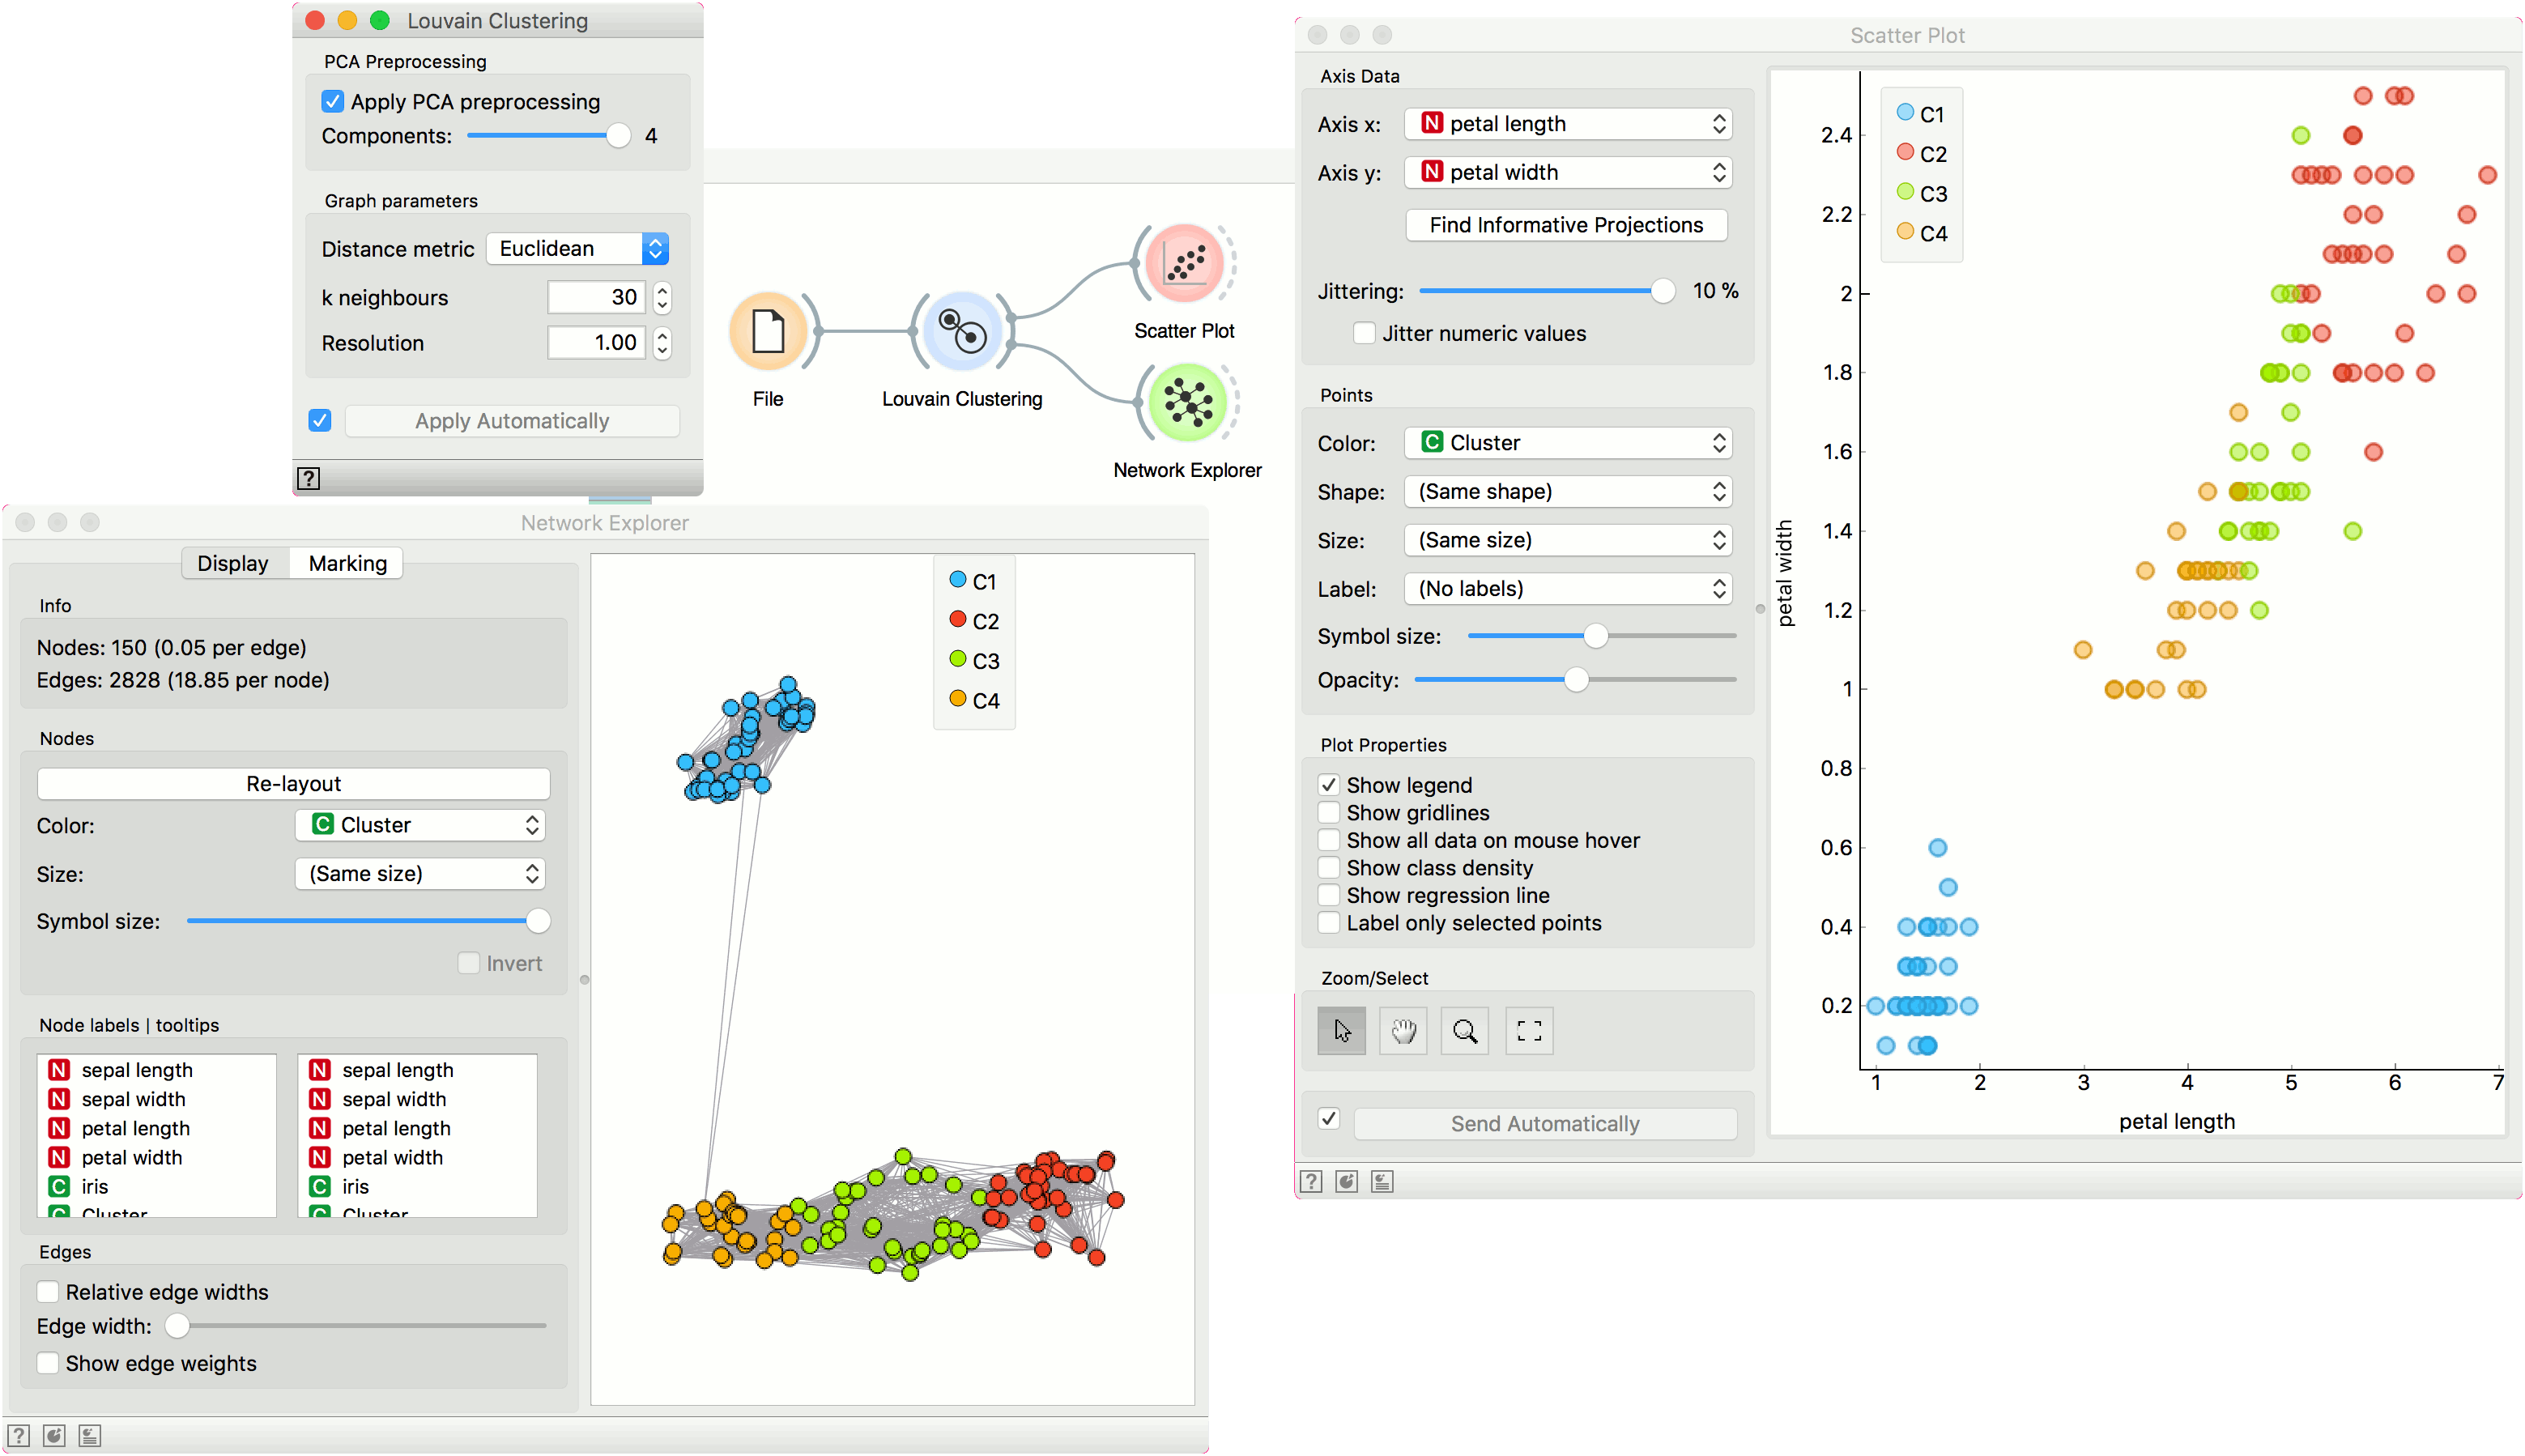 Louvain Clustering
PCA Preprocessing
Apply PCA preprocessing
Components: 4
Graph parameters
Distance metric Euclidean
k neighbours 30
Resolution 1.00
Apply Automatically
?
File
Louvain Clustering
Scatter Plot
Network Explorer
Network Explorer
Display Marking
Info
Nodes: 150 (0.05 per edge)
Edges: 2828 (18.85 per node)
Nodes
Re-layout
Color: C Cluster
Size: (Same size)
Symbol size:
Invert
Node labels | tooltips
N sepal length N sepal length
N sepal width N sepal width
N petal length N petal length
N petal width N petal width
C iris C iris
C Cluster C Cluster
Edges
Relative edge widths
Edge width:
Show edge weights
?
C1
C2
C3
C4
Scatter Plot
Axis Data
Axis x: N petal length
Axis y: N petal width
Find Informative Projections
Jittering: 10 %
Jitter numeric values
Points
Color: C Cluster
Shape: (Same shape)
Size: (Same size)
Label: (No labels)
Symbol size:
Opacity:
Plot Properties
Show legend
Show gridlines
Show all data on mouse hover
Show class density
Show regression line
Label only selected points
Zoom/Select
Send Automatically
?
C1
C2
C3
C4
2.4
2.2
2
1.8
1.6
1.4
1.2
1
0.8
0.6
0.4
0.2
petal width
1 2 3 4 5 6 7
petal length